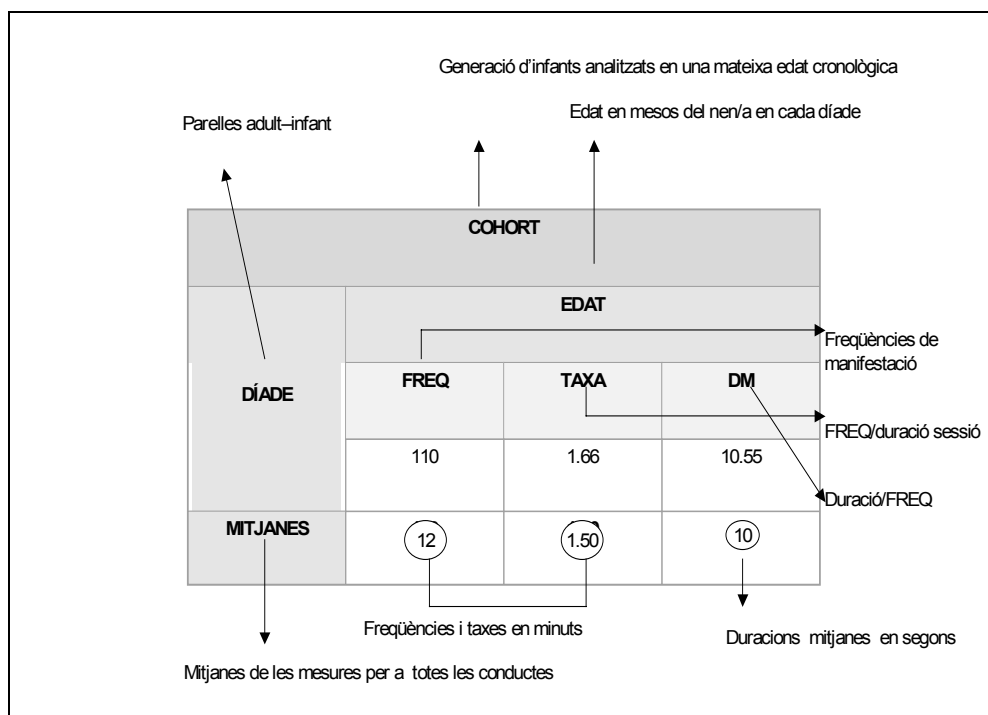 Generació d'infants analitzats en una mateixa edat cronològica
Edat en mesos del nen/a en cada díade
Parelles adult–infant
COHORT
EDAT
Freqüències de
manifestació
DÍADE
FREQ
TAXA
DM
FREQ/duració sessió
110
1.66
10.55
Duració/FREQ
MITJANES
12
1.50
10
Freqüències i taxes en minuts
Duracions mitjanes en segons
Mitjanes de les mesures per a totes les conductes